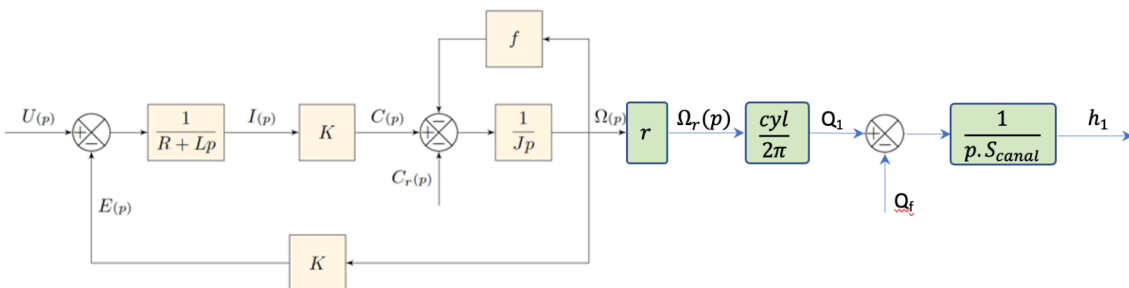 f
U(p)
+
−
1
R + Lp
I(p)
K
C(p)
−
+
−
1
Jp
Ω(p)
r
Ωr(p)
cyl
2π
Q1
+
−
1
p.Scanal
h1
Cr(p)
Qf
E(p)
K